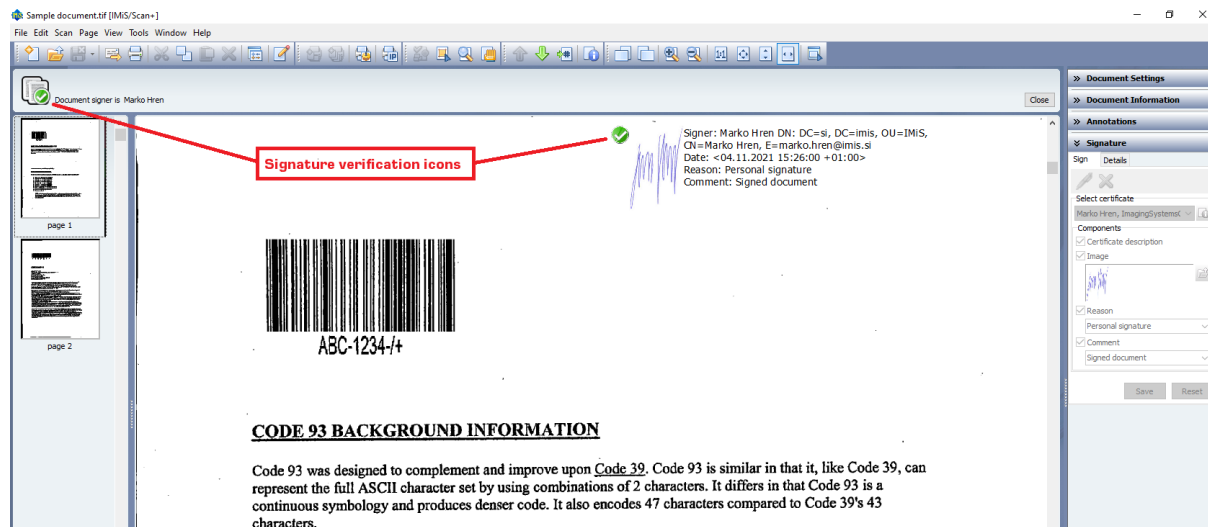 Sample document.tif [IMiS/Scan+]
File Edit Scan Page View Tools Window Help
Document signer is Marko Hren
Close
Signature verification icons
Signer: Marko Hren DN: DC=si, DC=imis, OU=IMiS,
CN=Marko Hren, E=marko.hren@imis.si
Date: <04.11.2021 15:26:00 +01:00>
Reason: Personal signature
Comment: Signed document
page 1
page 2
ABC-1234-/+
CODE 93 BACKGROUND INFORMATION
Code 93 was designed to complement and improve upon Code 39. Code 93 is similar in that it, like Code 39, can
represent the full ASCII character set by using combinations of 2 characters. It differs in that Code 93 is a
continuous symbology and produces denser code. It also encodes 47 characters compared to Code 39's 43
characters.
Document Settings
Document Information
Annotations
Signature
Sign Details
Select certificate
Marko Hren, ImagingSystemsC
Components
Certificate description
Image
Reason
Personal signature
Comment
Signed document
Save Reset